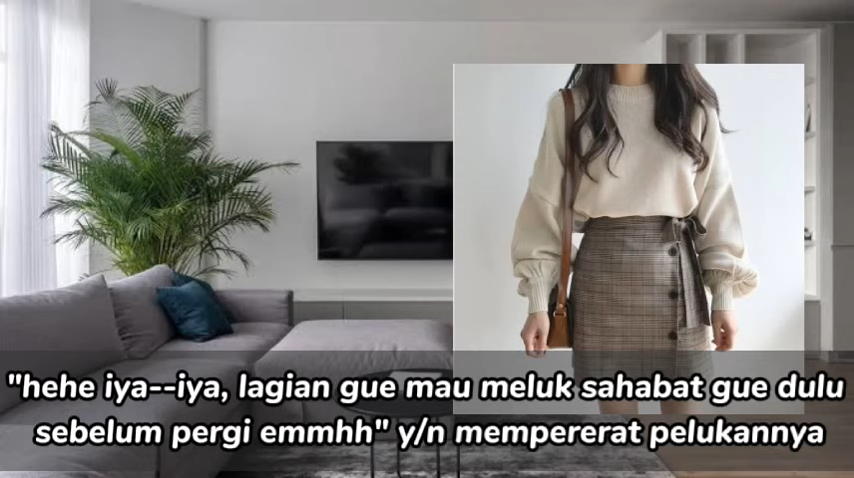 "hehe iya--iya, lagian gue mau meluk sahabat gue dulu
sebelum pergi emmhh" y/n mempererat pelukannya